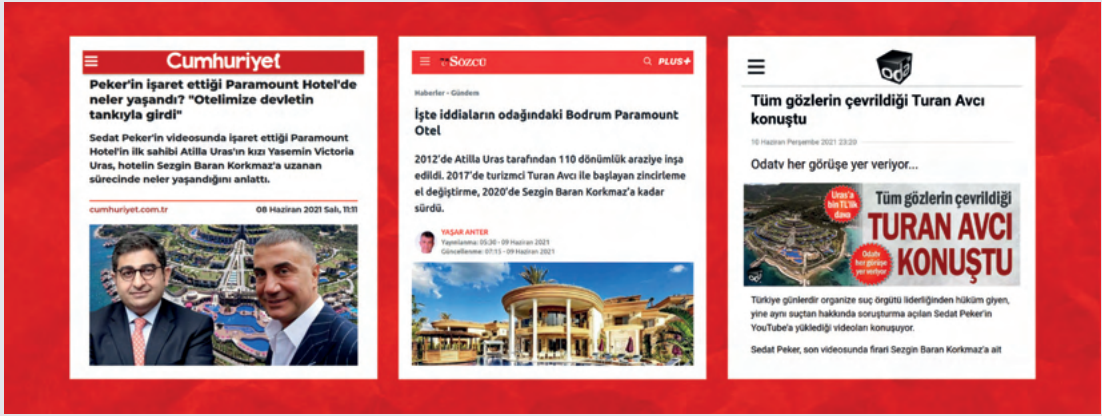 Cumhuriyet
Peker'in işaret ettiği Paramount Hotel'de
neler yaşandı? "Otelimize devletin
tankıyla girdi"
Sedat Peker'in videosunda işaret ettiği Paramount
Hotel'in ilk sahibi Atilla Uras'ın kızı Yasemin Victoria
Uras, hotelin Sezgin Baran Korkmaz'a uzanan
sürecinde neler yaşandığını anlattı.
cumhuriyet.com.tr 08 Haziran 2021 Salı, 11:11
SÖZCÜ PLUS+
Haberler - Gündem
İşte iddiaların odağındaki Bodrum Paramount
Otel
2012'de Atilla Uras tarafından 110 dönümlük araziye inşa
edildi. 2017'de turizmci Turan Avcı ile başlayan zincirleme
el değiştirme, 2020'de Sezgin Baran Korkmaz'a kadar
sürdü.
YAŞAR ANTER
Yayınlanma: 05:30 - 09 Haziran 2021
Güncellenme: 07:15 - 09 Haziran 2021
oda
Tüm gözlerin çevrildiği Turan Avcı
konuştu
10 Haziran Perşembe 2021 23:20
Odatv her görüşe yer veriyor...
Uras'a
bin TL'lik
dava
Tüm gözlerin çevrildiği
TURAN AVCI
KONUŞTU
Odatv
her görüşe
yer veriyor
oda
Türkiye günlerdir organize suç örgütü liderliğinden hüküm giyen,
yine aynı suçtan hakkında soruşturma açılan Sedat Peker'in
YouTube'a yüklediği videoları konuşuyor.
Sedat Peker, son videosunda firari Sezgin Baran Korkmaz'a ait